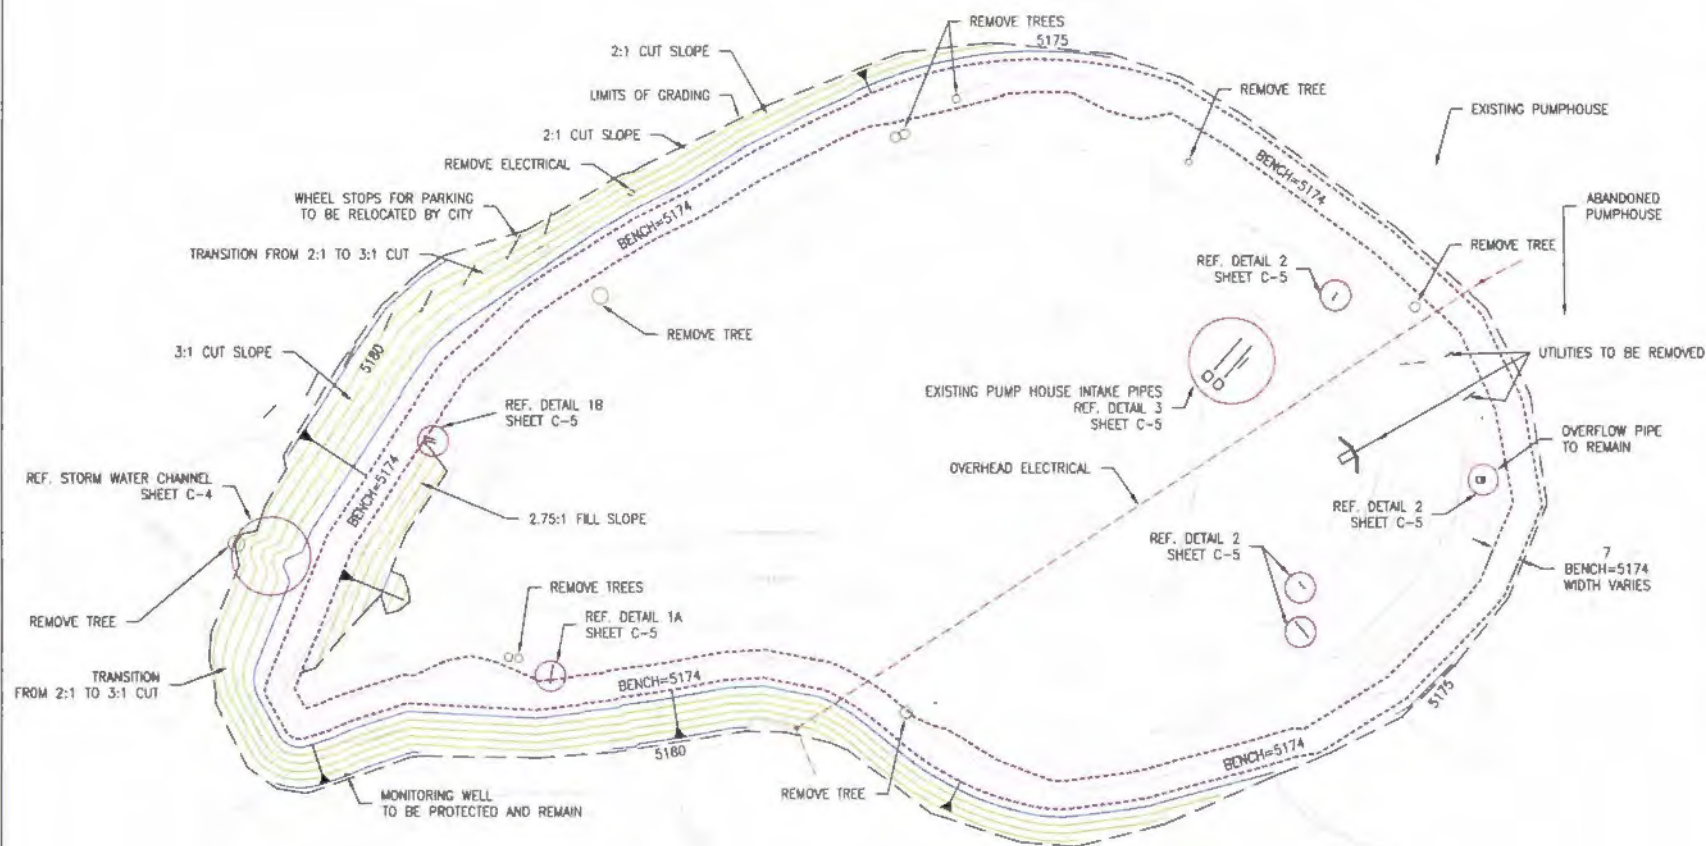 REMOVE TREES
5175
2:1 CUT SLOPE
LIMITS OF GRADING
2:1 CUT SLOPE
REMOVE ELECTRICAL
WHEEL STOPS FOR PARKING
TO BE RELOCATED BY CITY
TRANSITION FROM 2:1 TO 3:1 CUT
3:1 CUT SLOPE
5180
BENCH=5174
REMOVE TREE
REMOVE TREE
EXISTING PUMPHOUSE
BENCH=5174
ABANDONED
PUMPHOUSE
REMOVE TREE
REF. DETAIL 2
SHEET C-5
UTILITIES TO BE REMOVED
EXISTING PUMP HOUSE INTAKE PIPES
REF. DETAIL 3
SHEET C-5
REF. DETAIL 1B
SHEET C-5
OVERFLOW PIPE
TO REMAIN
OVERHEAD ELECTRICAL
REF. STORM WATER CHANNEL
SHEET C-4
BENCH=5174
2.75:1 FILL SLOPE
REF. DETAIL 2
SHEET C-5
REF. DETAIL 2
SHEET C-5
7
BENCH=5174
WIDTH VARIES
REMOVE TREES
REF. DETAIL 1A
SHEET C-5
REMOVE TREE
TRANSITION
FROM 2:1 TO 3:1 CUT
BENCH=5174
5175
5180
BENCH=5174
REMOVE TREE
MONITORING WELL
TO BE PROTECTED AND REMAIN